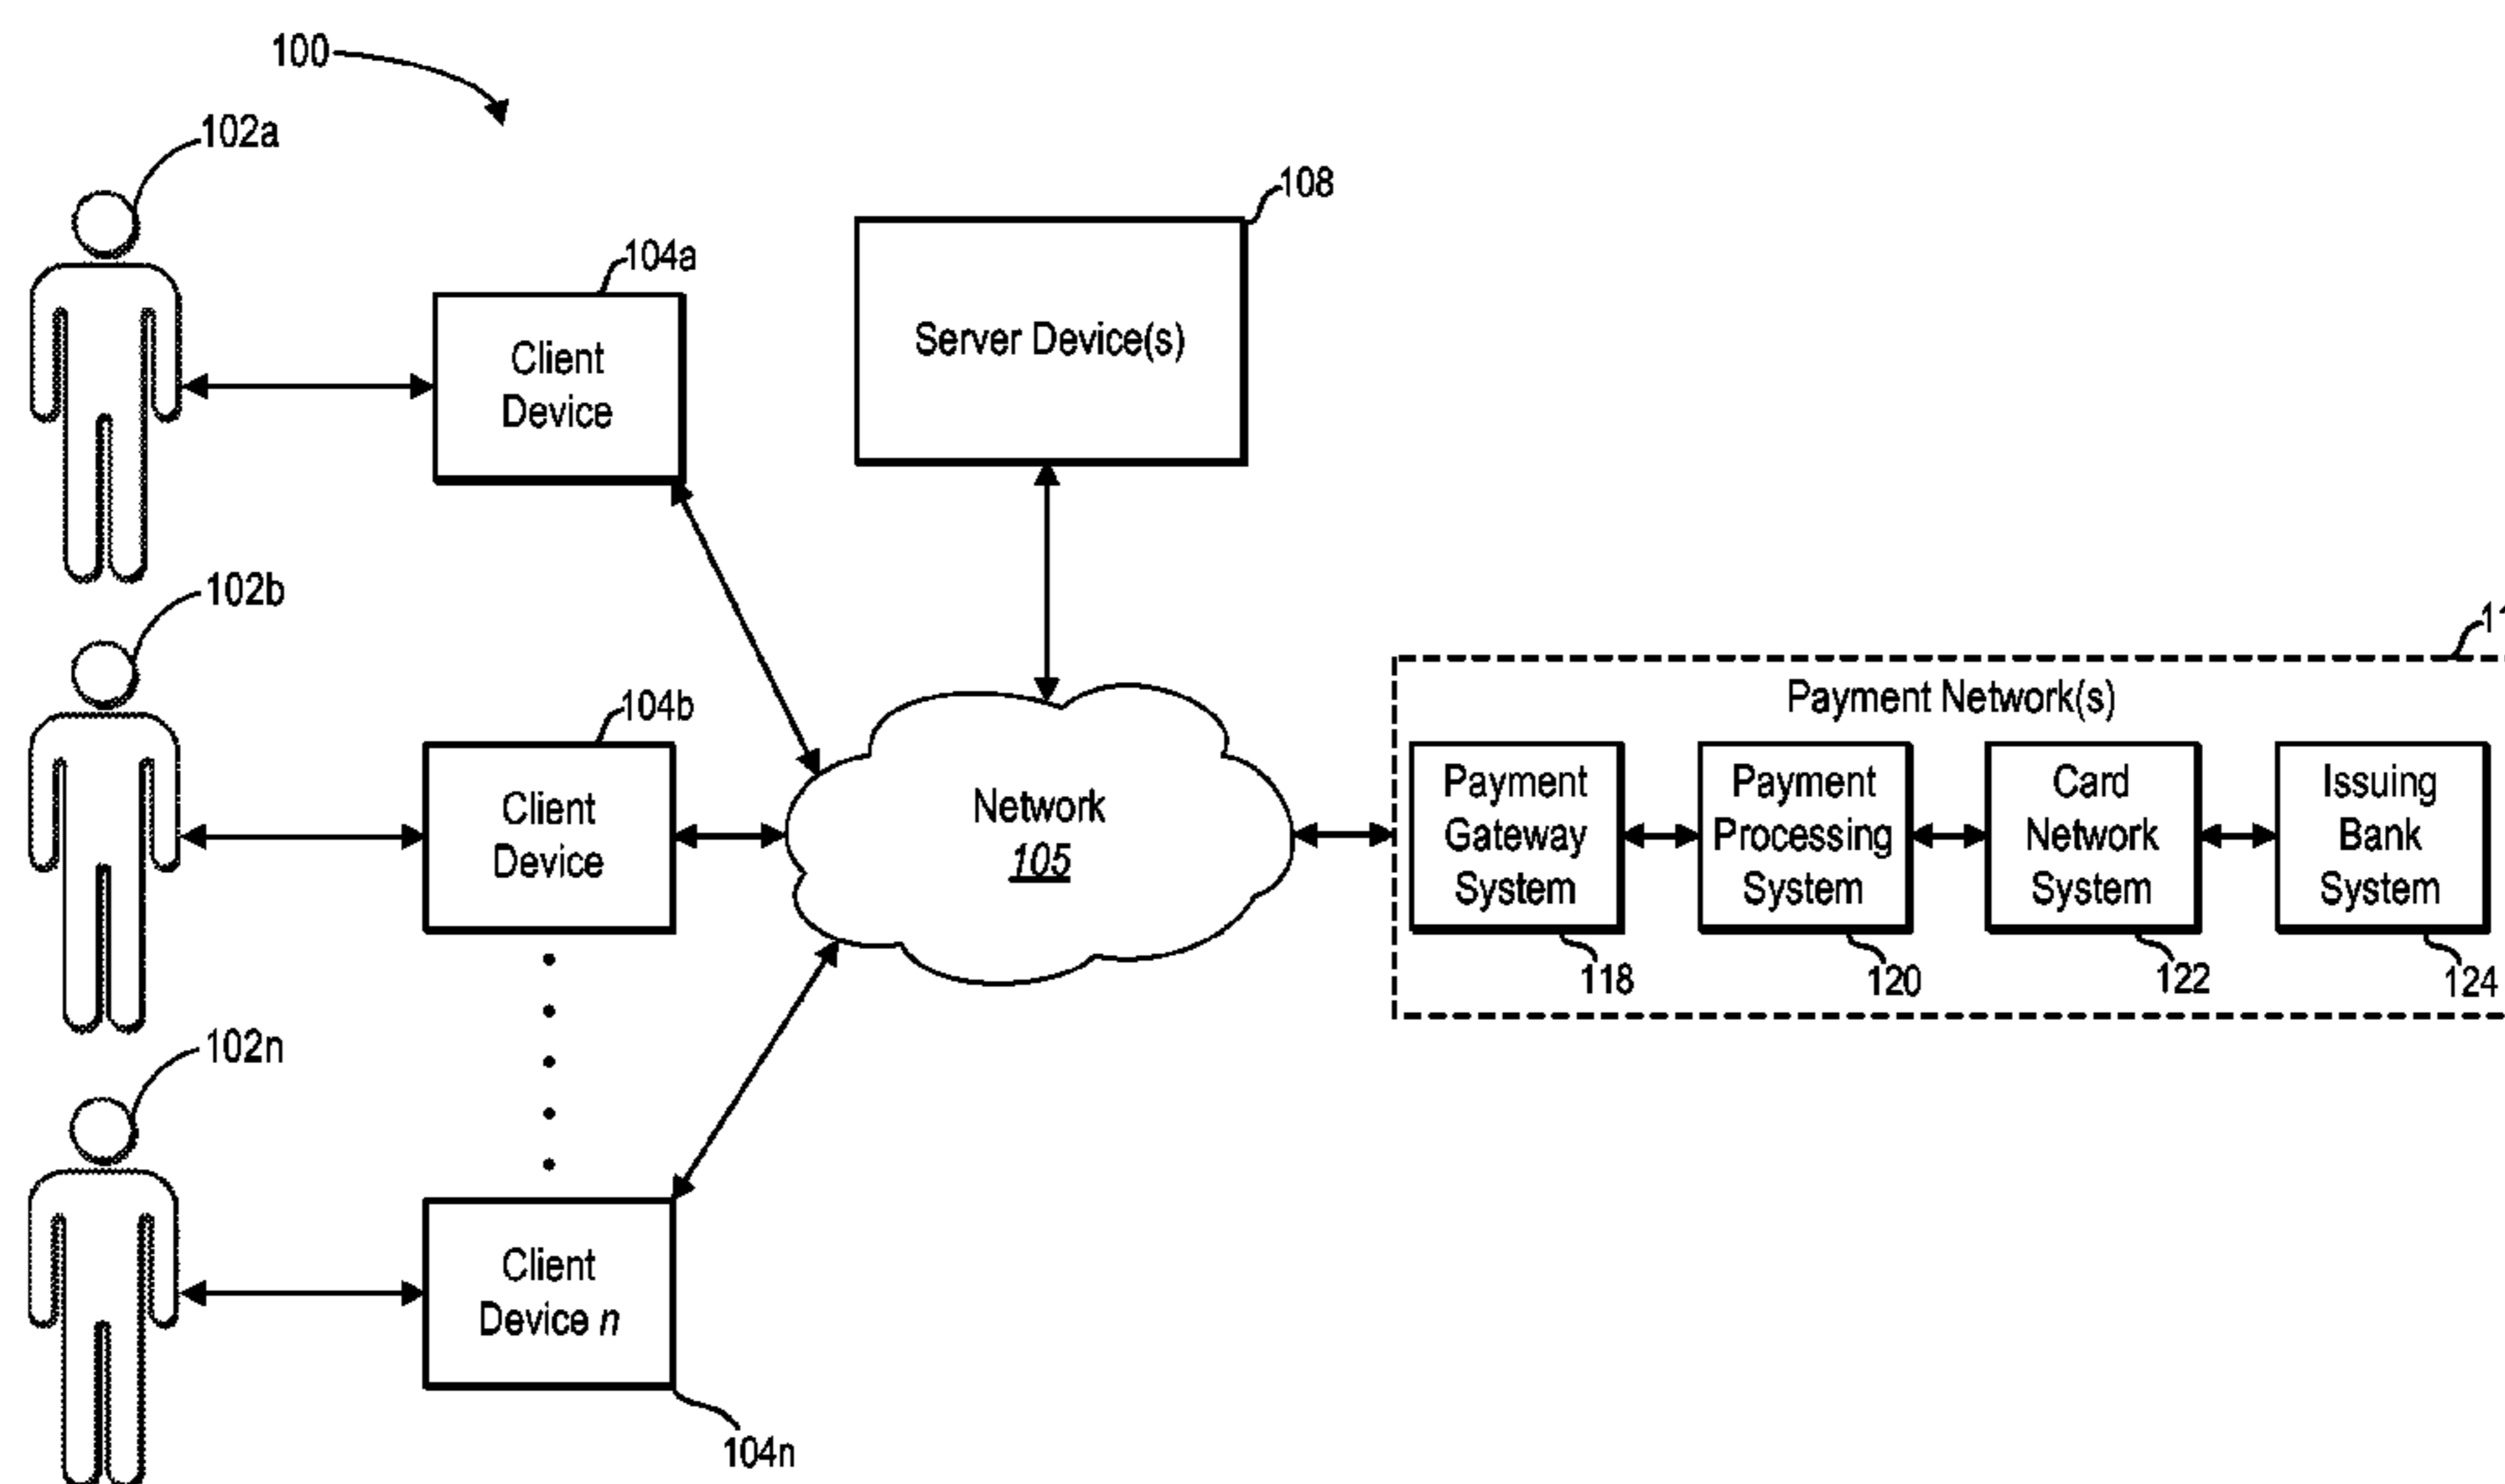 100
102a
108
104a
Server Device(s)
Client
Device
102b
11
Payment Network(s)
104b
Payment
Gateway
System
Payment
Processing
System
Card
Network
System
Issuing
Bank
System
Network
105
Client
Device
118
120
122
124
102n
Client
Device n
104n